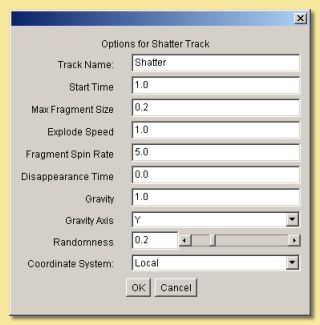 Options for Shatter Track
Track Name: Shatter
Start Time 1.0
Max Fragment Size 0.2
Explode Speed 1.0
Fragment Spin Rate 5.0
Disappearance Time 0.0
Gravity 1.0
Gravity Axis Y
Randomness 0.2
Coordinate System: Local
OK Cancel